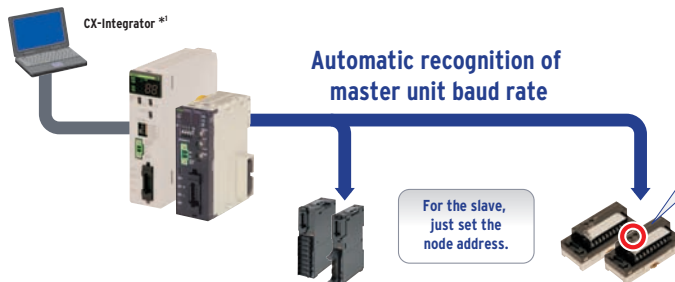 CX-Integrator *1
Automatic recognition of
master unit baud rate
For the slave,
just set the
node address.